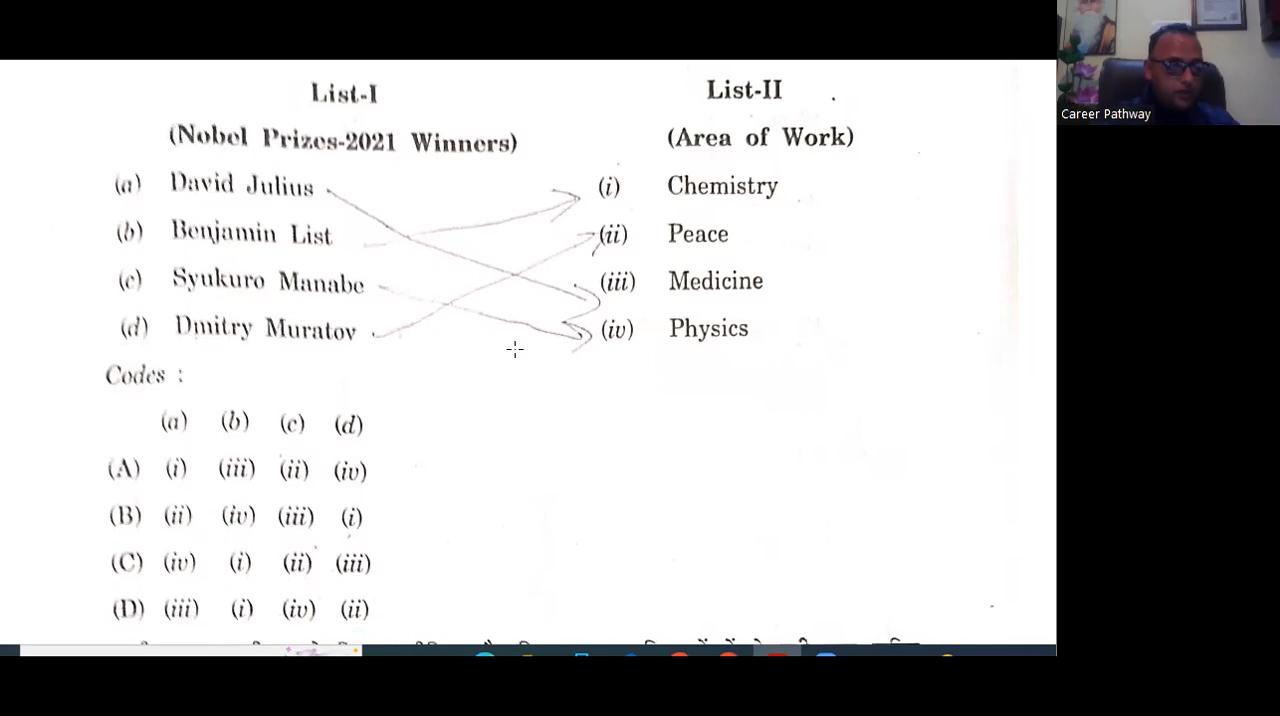 List-I List-II
(Nobel Prizes-2021 Winners) (Area of Work)
Career Pathway
(a) David Julius (i) Chemistry
(b) Benjamin List (ii) Peace
(c) Syukuro Manabe (iii) Medicine
(d) Dmitry Muratov (iv) Physics
Codes :
(a) (b) (c) (d)
(A) (i) (iii) (ii) (iv)
(B) (ii) (iv) (iii) (i)
(C) (iv) (i) (ii) (iii)
(D) (iii) (i) (iv) (ii)